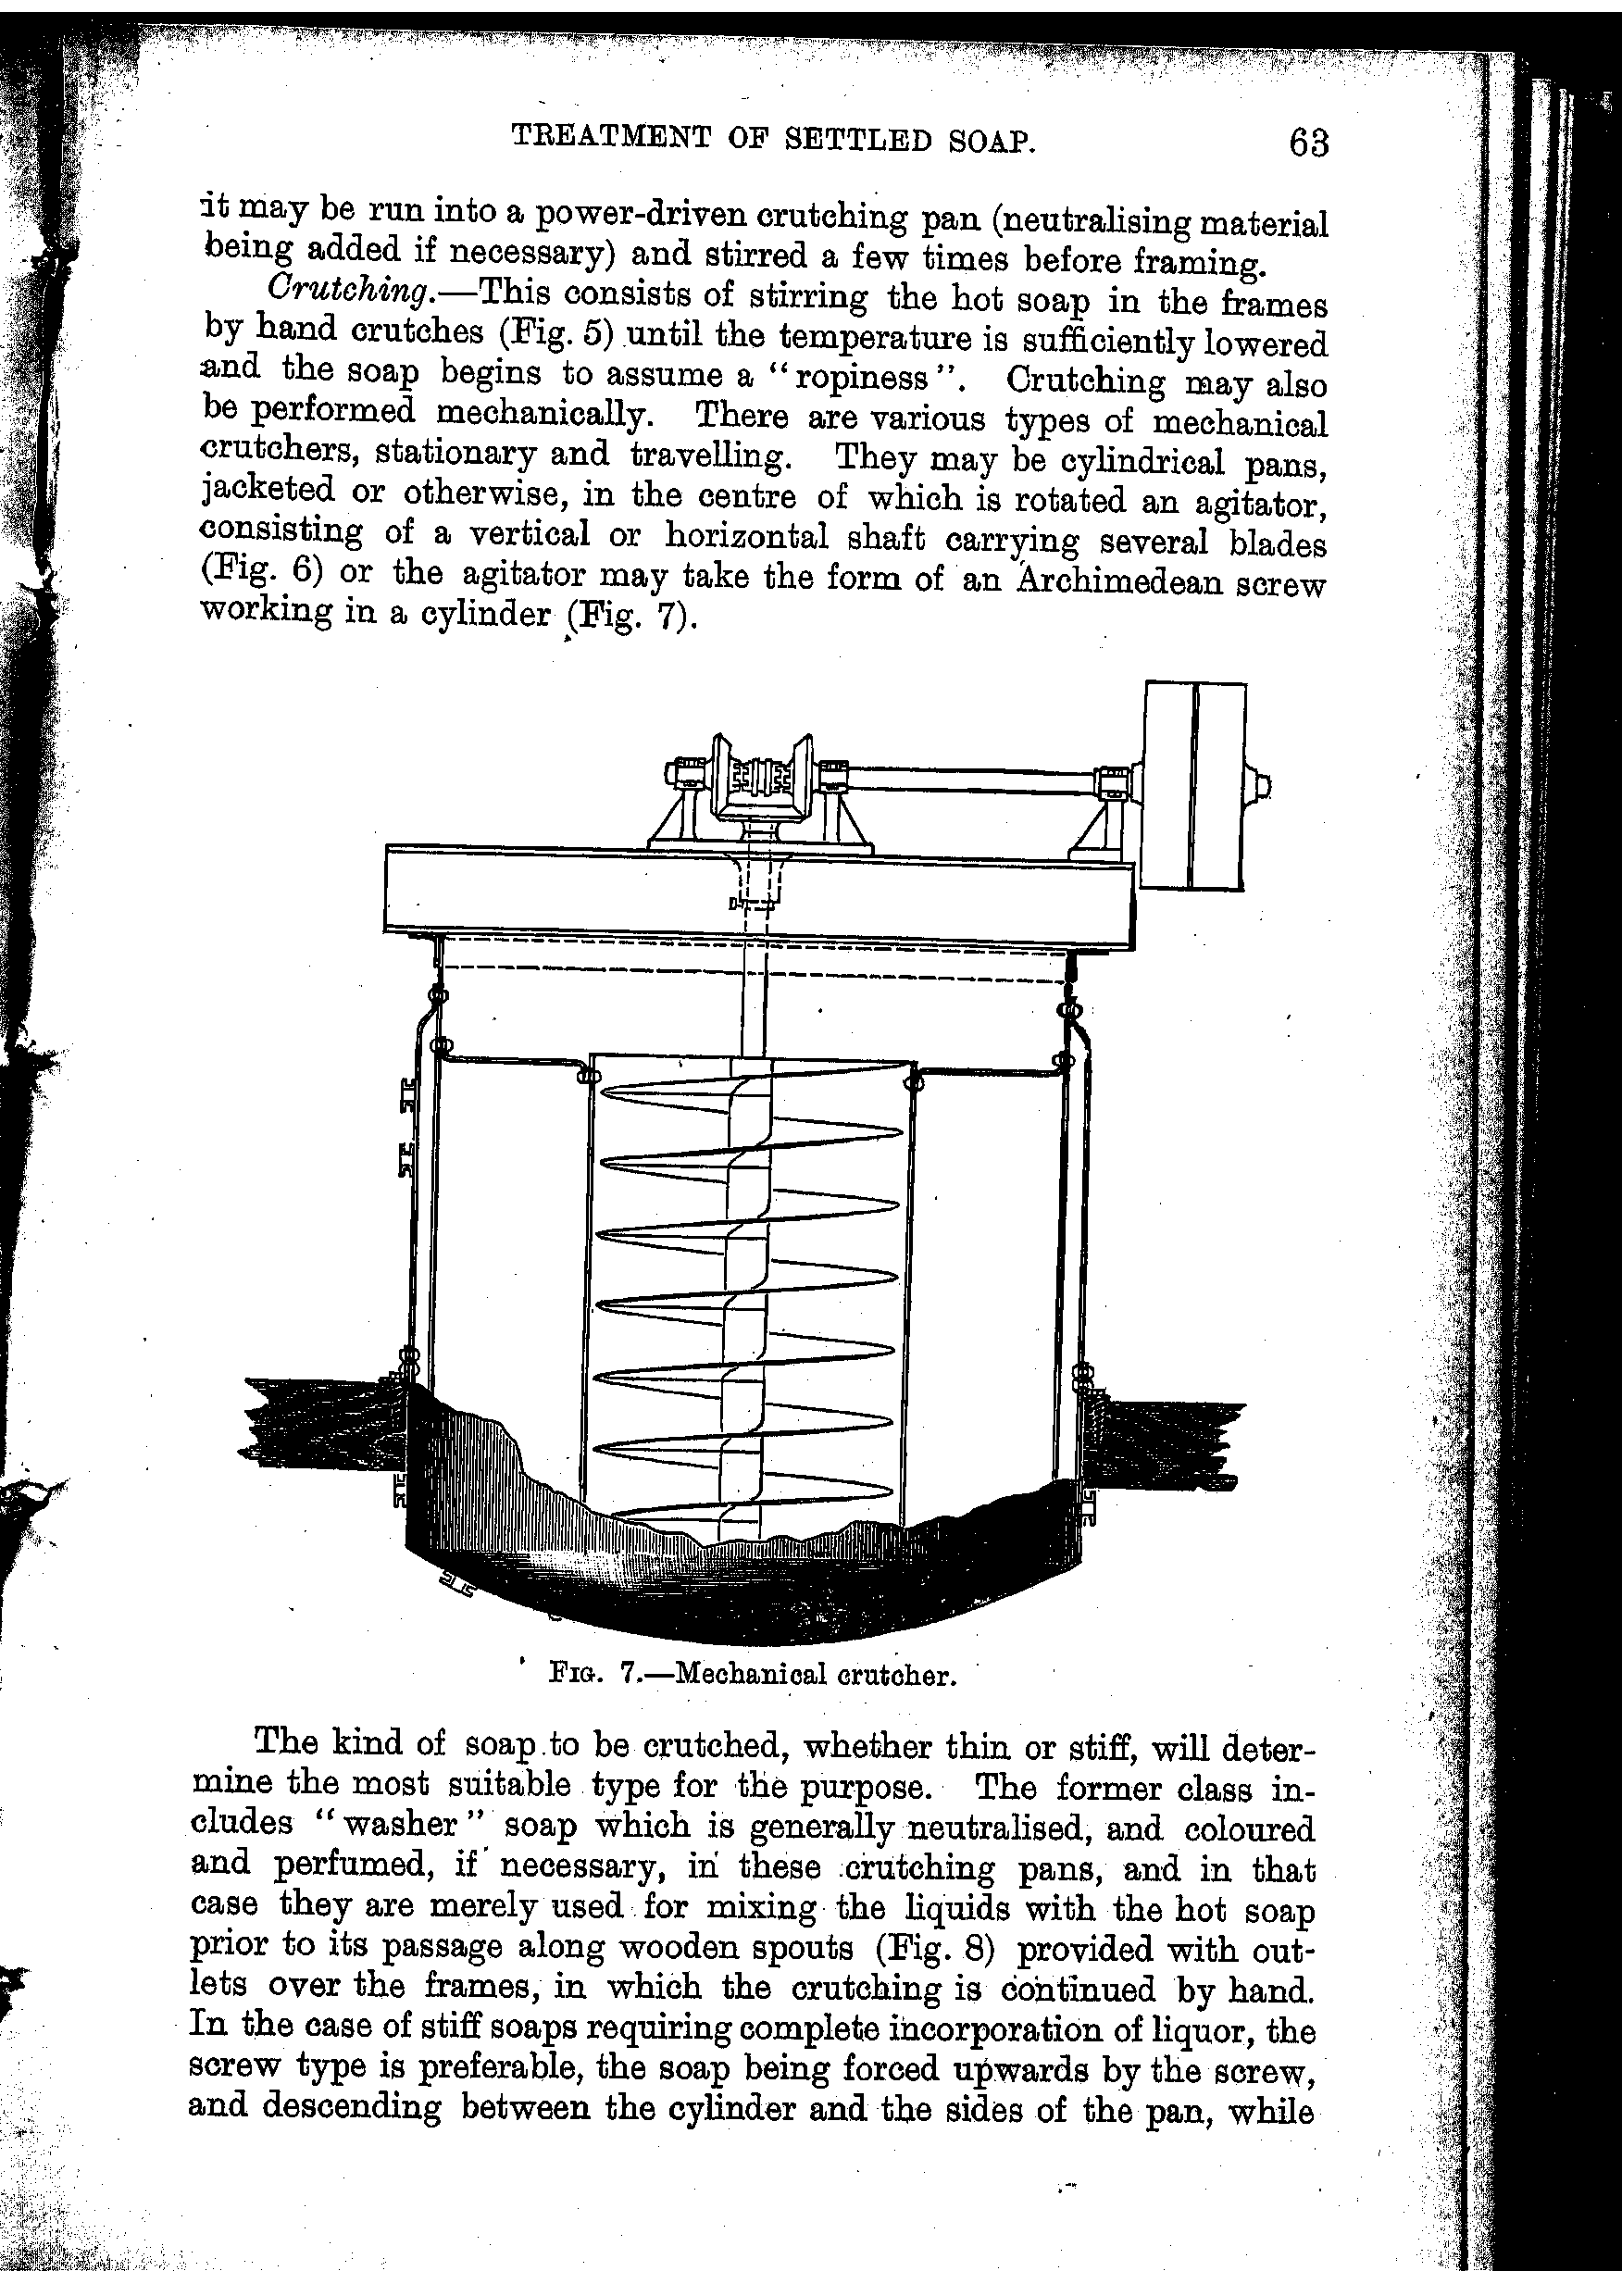 TREATMENT OF SETTLED SOAP. 63
it may be run into a power-driven crutching pan (neutralising material
being added if necessary) and stirred a few times before framing.
Crutching.—This consists of stirring the hot soap in the frames
by hand crutches (Fig. 5) until the temperature is sufficiently lowered
and the soap begins to assume a “ropiness”. Crutching may also
be performed mechanically. There are various types of mechanical
crutchers, stationary and travelling. They may be cylindrical pans,
jacketed or otherwise, in the centre of which is rotated an agitator,
consisting of a vertical or horizontal shaft carrying several blades
(Fig. 6) or the agitator may take the form of an Archimedean screw
working in a cylinder (Fig. 7).
FIG. 7.—Mechanical crutcher.
The kind of soap to be crutched, whether thin or stiff, will deter-
mine the most suitable type for the purpose. The former class in-
cludes “washer” soap which is generally neutralised, and coloured
and perfumed, if necessary, in these crutching pans, and in that
case they are merely used for mixing the liquids with the hot soap
prior to its passage along wooden spouts (Fig. 8) provided with out-
lets over the frames, in which the crutching is continued by hand.
In the case of stiff soaps requiring complete incorporation of liquor, the
screw type is preferable, the soap being forced upwards by the screw,
and descending between the cylinder and the sides of the pan, while